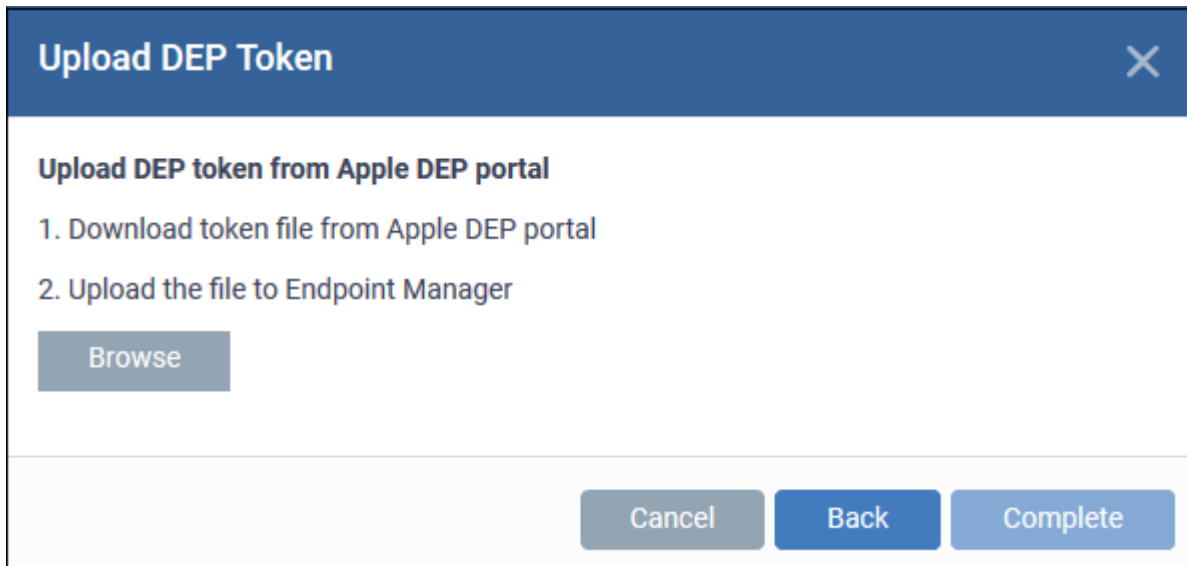 Upload DEP Token
Upload DEP token from Apple DEP portal
1. Download token file from Apple DEP portal
2. Upload the file to Endpoint Manager
Browse
Cancel Back Complete